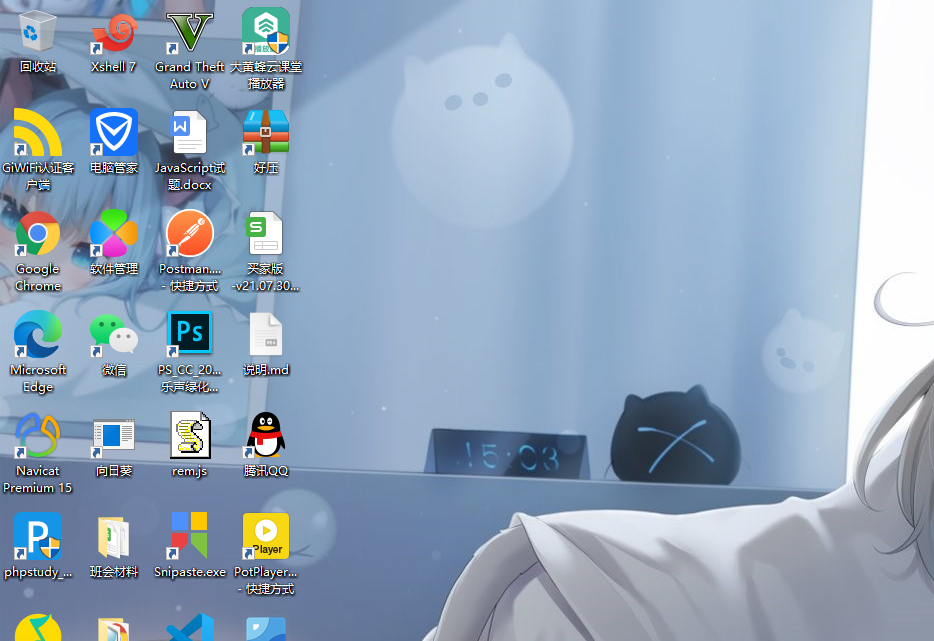 回收站
Xshell 7
Grand Theft
Auto V
大黄蜂云课堂
播放器
GiWiFi认证客
户端
电脑管家
JavaScript试
题.docx
好压
Google
Chrome
软件管理
Postman....
- 快捷方式
买家版
-v21.07.30...
Microsoft
Edge
微信
Ps
PS_CC_20...
乐声绿化...
说明.md
Navicat
Premium 15
向日葵
rem.js
腾讯QQ
15:03
phpstudy_...
班会材料
Snipaste.exe
Player
PotPlayer...
- 快捷方式